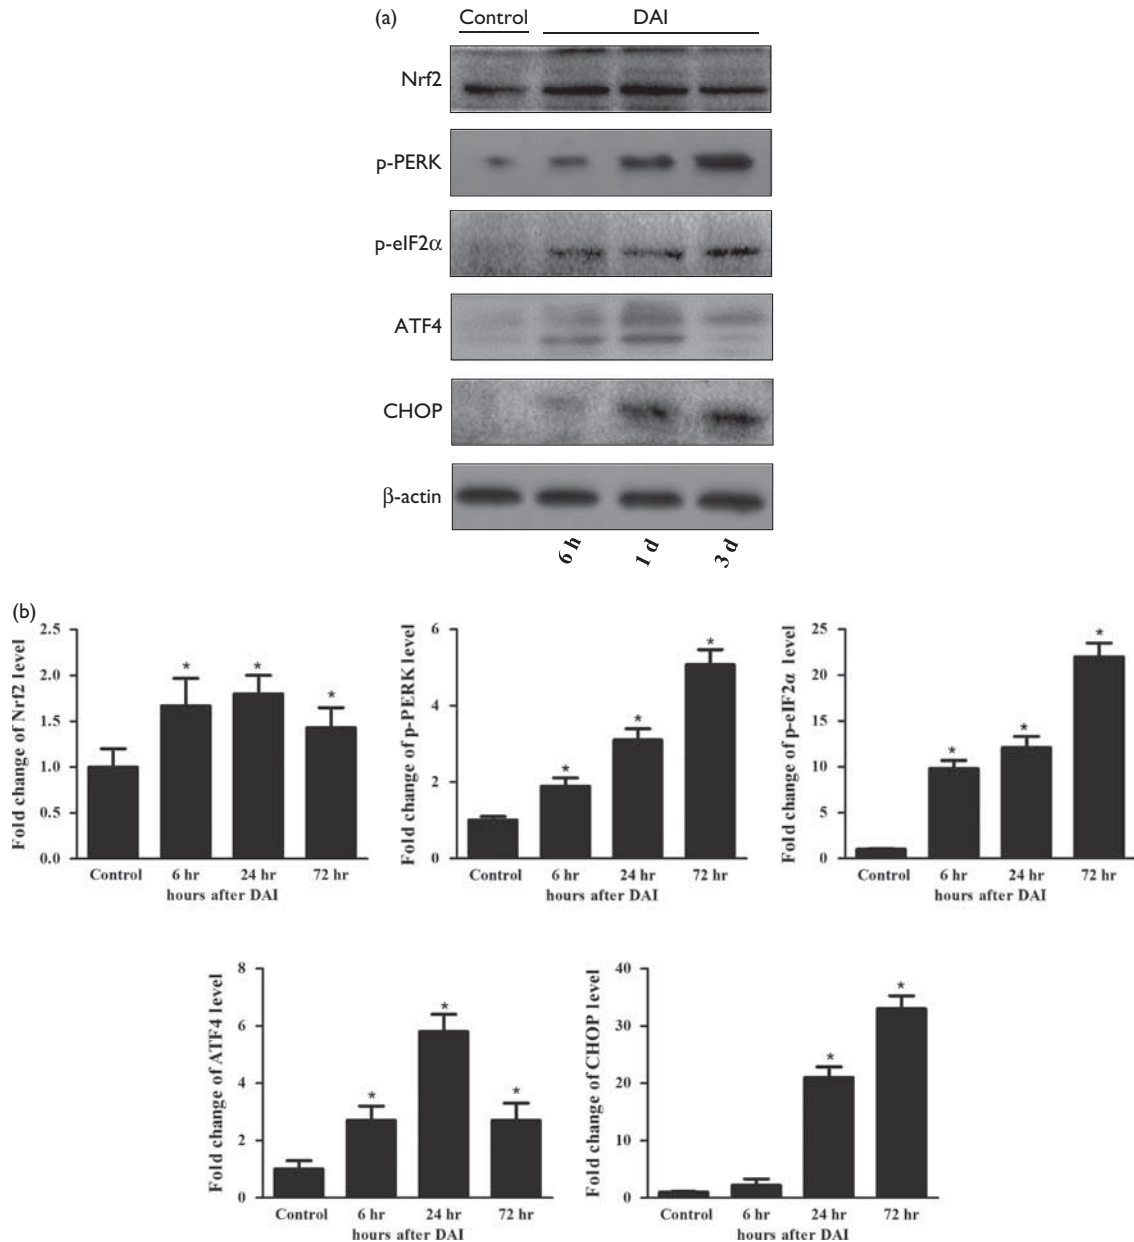 (a)
Control DAI
Nrf2
p-PERK
p-eIF2α
ATF4
CHOP
β-actin
6 h 1 d 3 d
(b)
Fold change of Nrf2 level
2.5
2.0
1.5
1.0
0.5
0.0
* * *
Control 6 hr 24 hr 72 hr
hours after DAI
Fold change of p-PERK level
6
4
2
0
* * *
Control 6 hr 24 hr 72 hr
hours after DAI
Fold change of p-eIF2α level
25
20
15
10
5
0
* * *
Control 6 hr 24 hr 72 hr
hours after DAI
Fold change of ATF4 level
8
6
4
2
0
* * *
Control 6 hr 24 hr 72 hr
hours after DAI
Fold change of CHOP level
40
30
20
10
0
* *
Control 6 hr 24 hr 72 hr
hours after DAI